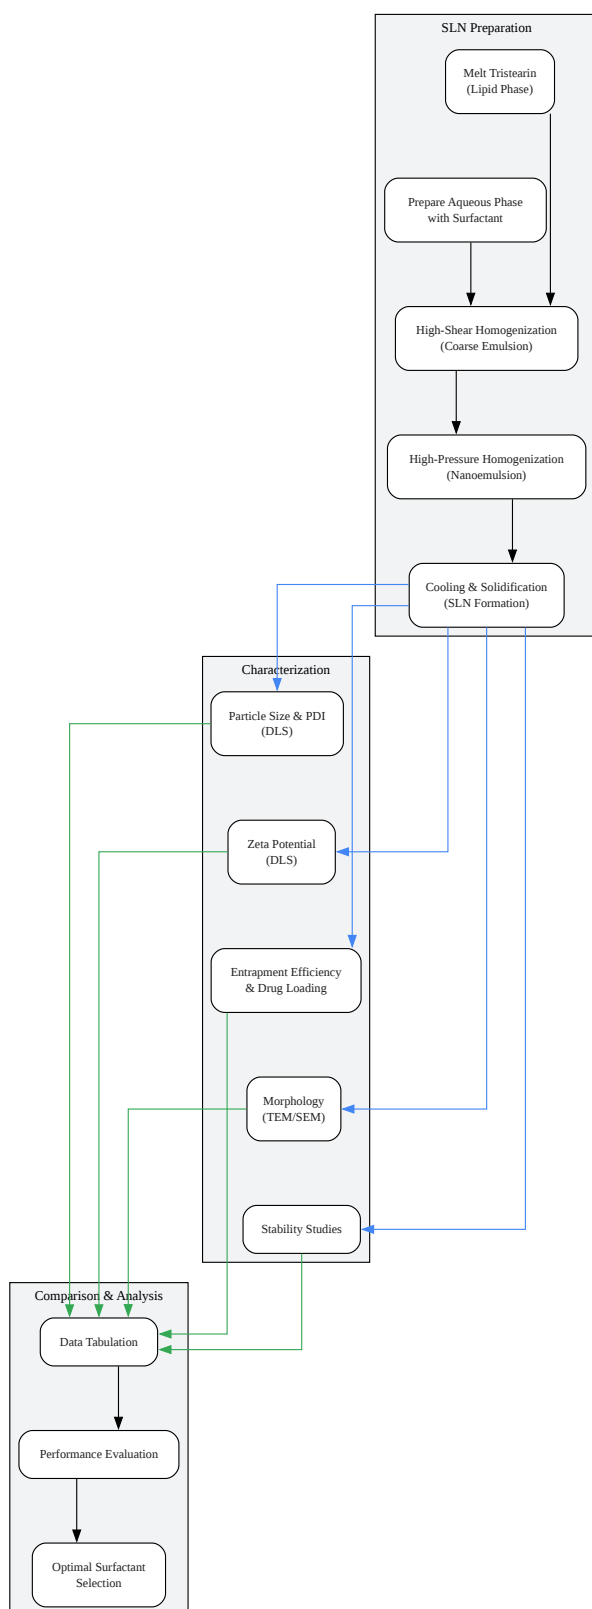 SLN Preparation
Melt Tristearin
(Lipid Phase)
Prepare Aqueous Phase
with Surfactant
High-Shear Homogenization
(Coarse Emulsion)
High-Pressure Homogenization
(Nanoemulsion)
Cooling & Solidification
(SLN Formation)
Characterization
Particle Size & PDI
(DLS)
Zeta Potential
(DLS)
Entrapment Efficiency
& Drug Loading
Morphology
(TEM/SEM)
Stability Studies
Comparison & Analysis
Data Tabulation
Performance Evaluation
Optimal Surfactant
Selection